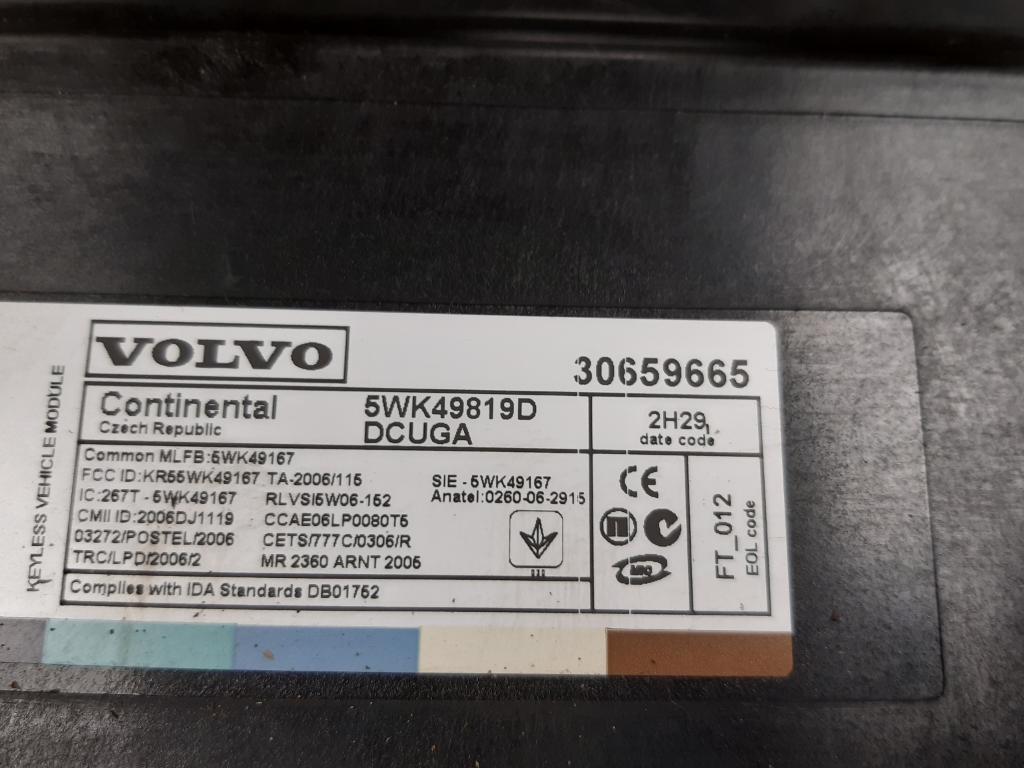 KEYLESS VEHICLE MODULE
VOLVO
30659665
Continental
Czech Republic
5WK49819D
DCUGA
2H29
date code
Common MLFB:5WK49167
FCC ID:KR55WK49167 TA-2006/115
IC:267T - 5WK49167 RLVSI5W06-152
CMII ID:2006DJ1119 CCAE06LP0080T5
03272/POSTEL/2006 CETS/777C/0306/R
TRC/LPD/2006/2 MR 2360 ARNT 2005
SIE - 5WK49167
Anatel:0260-06-2915
CE
FT_012
EOL code
Complies with IDA Standards DB01752